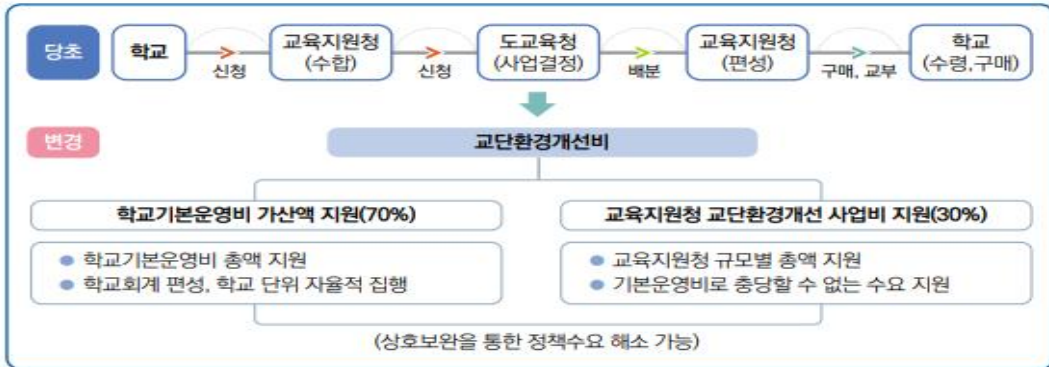 당초
학교
신청
교육지원청
(수합)
신청
도교육청
(사업결정)
배분
교육지원청
(편성)
구매, 교부
학교
(수령,구매)
변경
교단환경개선비
학교기본운영비 가산액 지원(70%)
● 학교기본운영비 총액 지원
● 학교회계 편성, 학교 단위 자율적 집행
교육지원청 교단환경개선 사업비 지원(30%)
● 교육지원청 규모별 총액 지원
● 기본운영비로 충당할 수 없는 수요 지원
(상호보완을 통한 정책수요 해소 가능)